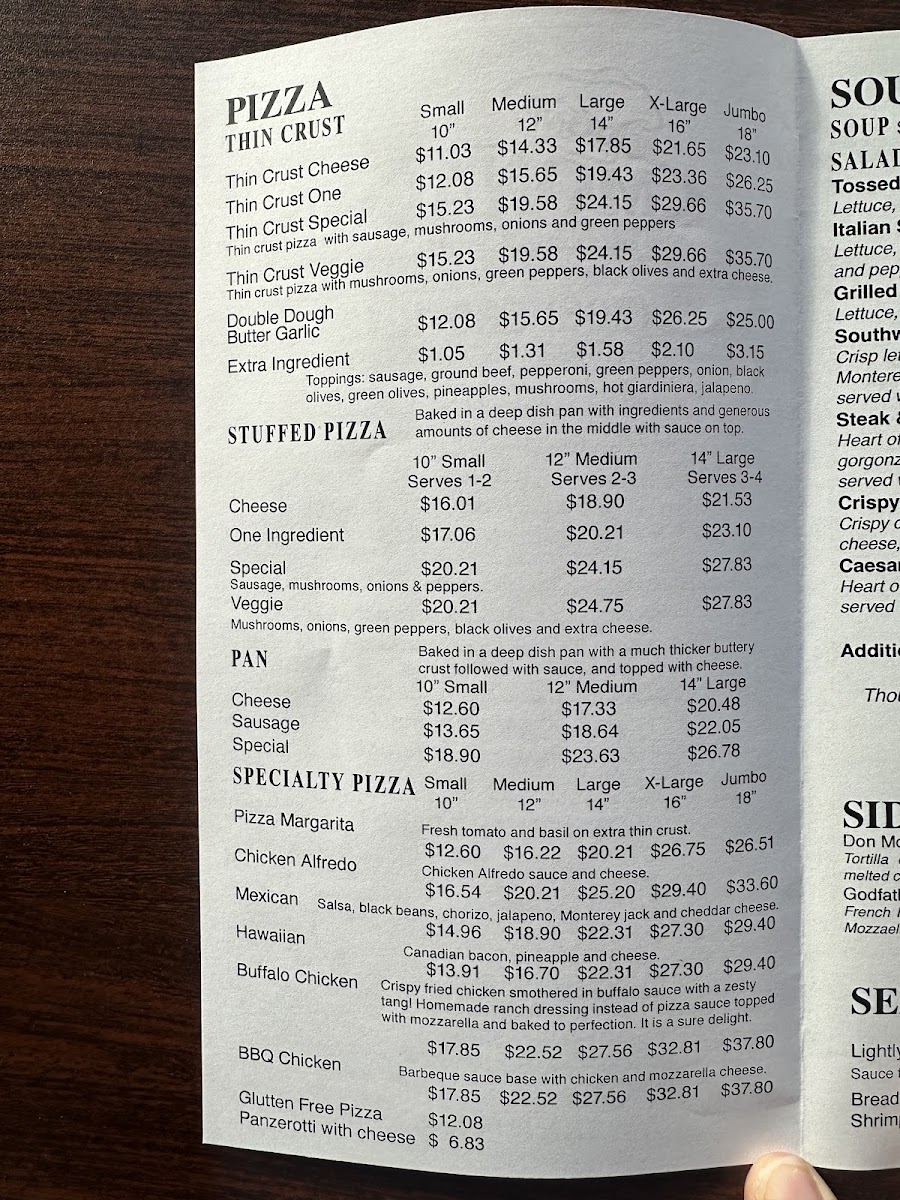 PIZZA
THIN CRUST
Small Medium Large X-Large Jumbo
10" 12" 14" 16" 18"
Thin Crust Cheese $11.03 $14.33 $17.85 $21.65 $23.10
Thin Crust One $12.08 $15.65 $19.43 $23.36 $26.25
Thin Crust Special $15.23 $19.58 $24.15 $29.66 $35.70
Thin crust pizza with sausage, mushrooms, onions and green peppers
Thin Crust Veggie $15.23 $19.58 $24.15 $29.66 $35.70
Thin crust pizza with mushrooms, onions, green peppers, black olives and extra cheese.
Double Dough
Butter Garlic $12.08 $15.65 $19.43 $26.25 $25.00
Extra Ingredient $1.05 $1.31 $1.58 $2.10 $3.15
Toppings: sausage, ground beef, pepperoni, green peppers, onion, black
olives, green olives, pineapples, mushrooms, hot giardiniera, jalapeno.
STUFFED PIZZA
Baked in a deep dish pan with ingredients and generous
amounts of cheese in the middle with sauce on top.
10" Small 12" Medium 14" Large
Serves 1-2 Serves 2-3 Serves 3-4
Cheese $16.01 $18.90 $21.53
One Ingredient $17.06 $20.21 $23.10
Special $20.21 $24.15 $27.83
Sausage, mushrooms, onions & peppers.
Veggie $20.21 $24.75 $27.83
Mushrooms, onions, green peppers, black olives and extra cheese.
PAN
Baked in a deep dish pan with a much thicker buttery
crust followed with sauce, and topped with cheese.
10" Small 12" Medium 14" Large
Cheese $12.60 $17.33 $20.48
Sausage $13.65 $18.64 $22.05
Special $18.90 $23.63 $26.78
SPECIALTY PIZZA
Small Medium Large X-Large Jumbo
10" 12" 14" 16" 18"
Pizza Margarita
Fresh tomato and basil on extra thin crust.
$12.60 $16.22 $20.21 $26.75 $26.51
Chicken Alfredo
Chicken Alfredo sauce and cheese.
$16.54 $20.21 $25.20 $29.40 $33.60
Mexican
Salsa, black beans, chorizo, jalapeno, Monterey jack and cheddar cheese.
$14.96 $18.90 $22.31 $27.30 $29.40
Hawaiian
Canadian bacon, pineapple and cheese.
$13.91 $16.70 $22.31 $27.30 $29.40
Buffalo Chicken
Crispy fried chicken smothered in buffalo sauce with a zesty
tang! Homemade ranch dressing instead of pizza sauce topped
with mozzarella and baked to perfection. It is a sure delight.
$17.85 $22.52 $27.56 $32.81 $37.80
BBQ Chicken
Barbeque sauce base with chicken and mozzarella cheese.
$17.85 $22.52 $27.56 $32.81 $37.80
Glutten Free Pizza $12.08
Panzerotti with cheese $ 6.83
SOU
SOUP
SALAD
Tossed
Lettuce,
Italian
Lettuce,
and pep
Grilled
Lettuce,
Southw
Crisp let
Montere
served
Steak &
Heart of
gorgonz
served
Crispy
Crispy c
cheese,
Caesar
Heart o
served
Additi
Thou
SID
Don Mo
Tortilla
melted c
Godfath
French
Mozzael
SE
Lightly
Sauce
Bread
Shrim